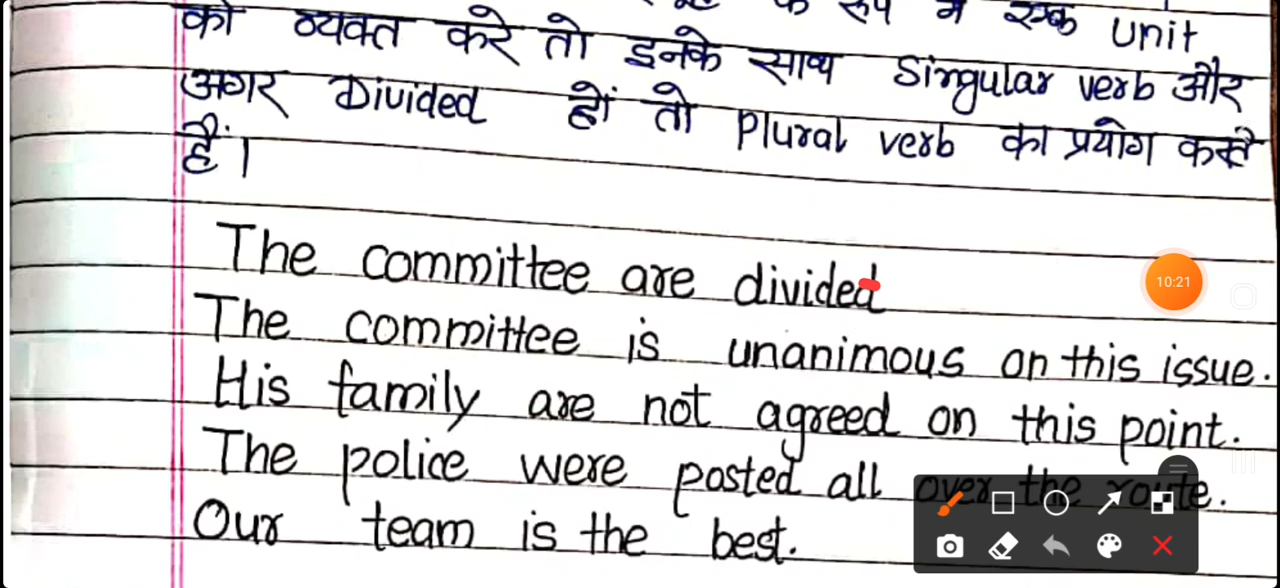 के रूप में एक unit
को व्यक्त करे तो इनके साथ Singular verb और
अगर Divided हों तो Plural verb का प्रयोग करते
हैं।
The committee are divided
The committee is unanimous on this issue.
His family are not agreed on this point.
The police were posted all over the route.
Our team is the best.
10:21